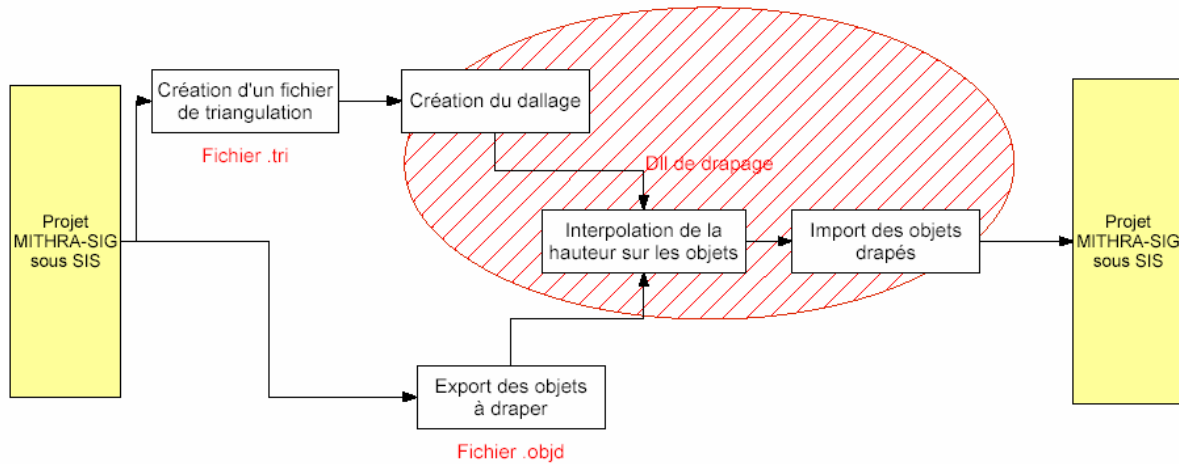 Projet
MITHRA-SIG
sous SIS
Création d'un fichier
de triangulation
Fichier .tri
Création du dallage
Dll de drapage
Interpolation de la
hauteur sur les objets
Import des objets
drapés
Export des objets
à draper
Fichier .objd
Projet
MITHRA-SIG
sous SIS